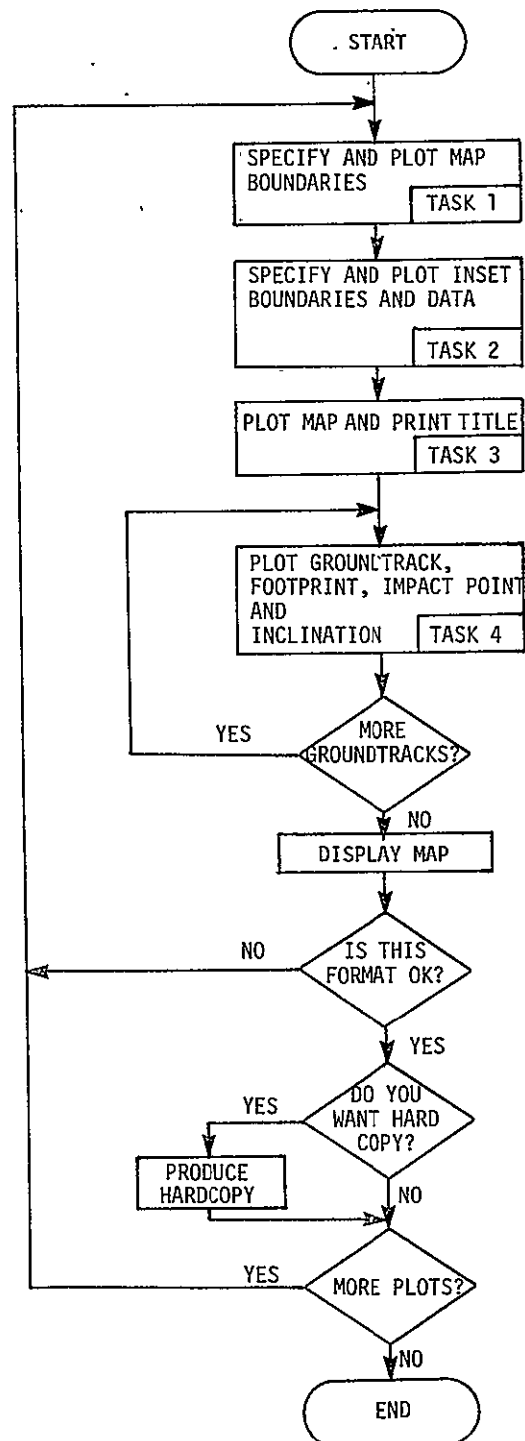 START
SPECIFY AND PLOT MAP
BOUNDARIES
TASK 1
SPECIFY AND PLOT INSET
BOUNDARIES AND DATA
TASK 2
PLOT MAP AND PRINT TITLE
TASK 3
PLOT GROUNDTRACK,
FOOTPRINT, IMPACT POINT
AND
INCLINATION
TASK 4
YES
MORE
GROUNDTRACKS?
NO
DISPLAY MAP
NO
IS THIS
FORMAT OK?
YES
YES
DO YOU
WANT HARD
COPY?
PRODUCE
HARDCOPY
NO
YES
MORE PLOTS?
NO
END